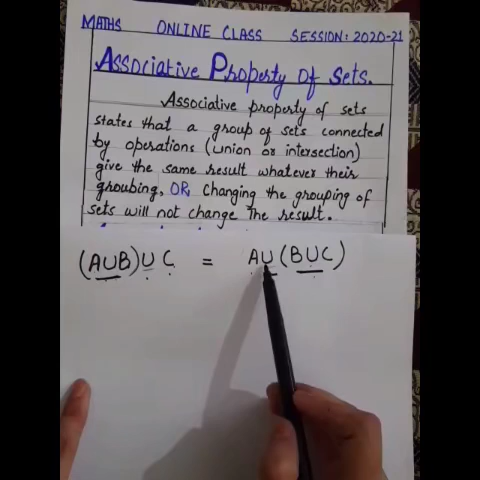 MATHS ONLINE CLASS SESSION: 2020-21
Associative Property Of Sets.
Associative property of sets
states that a group of sets connected
by operations (union or intersection)
give the same result whatever their
groubing, OR, Changing the grouping of
sets will not change the result.
(AUB)UC = AU(BUC)